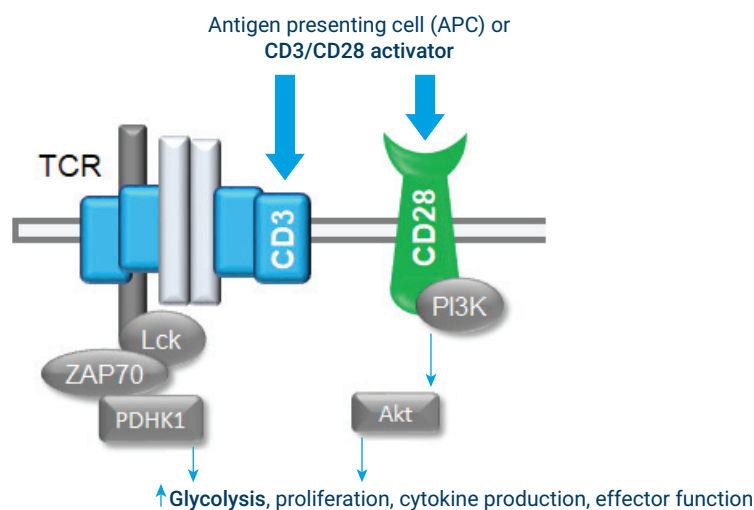 Antigen presenting cell (APC) or
CD3/CD28 activator
TCR
CD3
CD28
PI3K
Lck
ZAP70
PDHK1
Akt
↑Glycolysis, proliferation, cytokine production, effector function